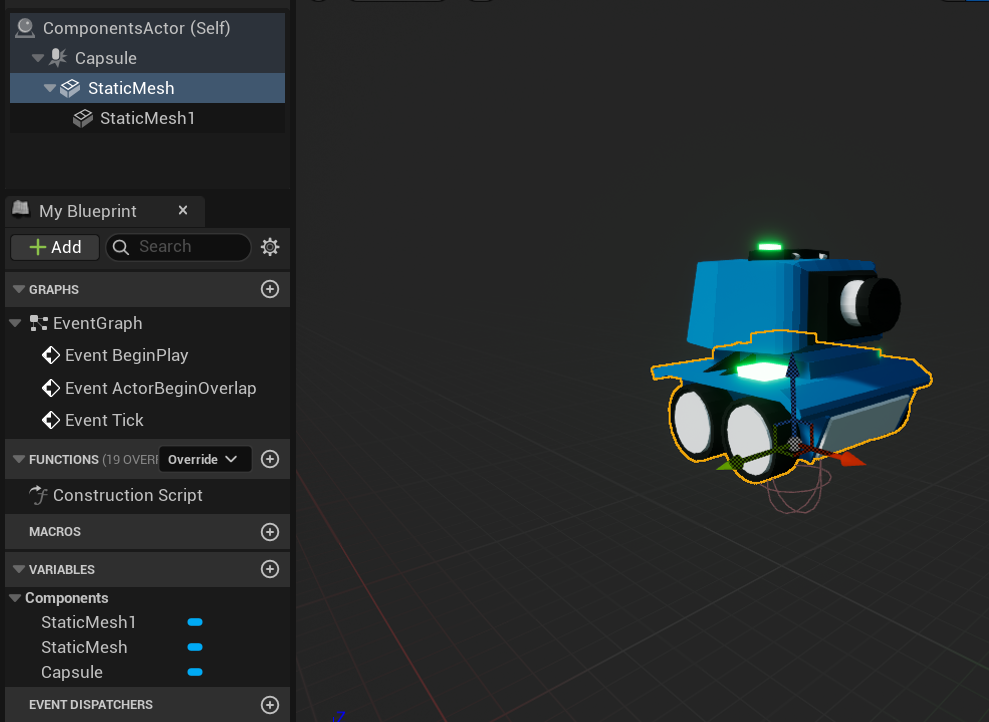 ComponentsActor (Self)
Capsule
StaticMesh
StaticMesh1
My Blueprint
Add
Search
GRAPHS
EventGraph
Event BeginPlay
Event ActorBeginOverlap
Event Tick
FUNCTIONS (19 OVERR Override
Construction Script
MACROS
VARIABLES
Components
StaticMesh1
StaticMesh
Capsule
EVENT DISPATCHERS
Z